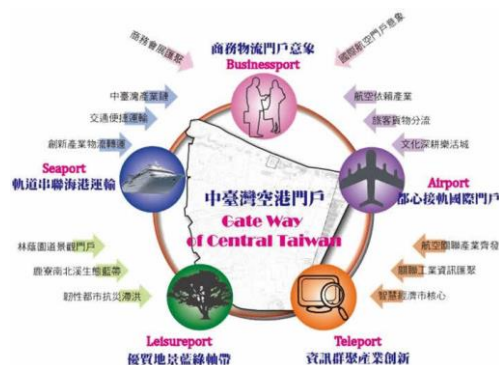 商務物流門戶意象
Businessport
商務會展匯聚
國際航空門戶意象
中臺灣產業鏈
交通便捷運輸
創新產業物流轉運
航空依賴產業
旅客貨物分流
文化深耕樂活城
Seaport
軌道串聯海港運輸
Airport
都心接軌國際門戶
中臺灣空港門戶
Gate Way
of Central Taiwan
林蔭園道景觀門戶
鹿寮南北溪生態藍帶
韌性都市抗災滯洪
航空關聯產業齊發
關聯工業資訊匯聚
智慧經濟市核心
Leisureport
優質地景藍綠軸帶
Teleport
資訊群聚產業創新